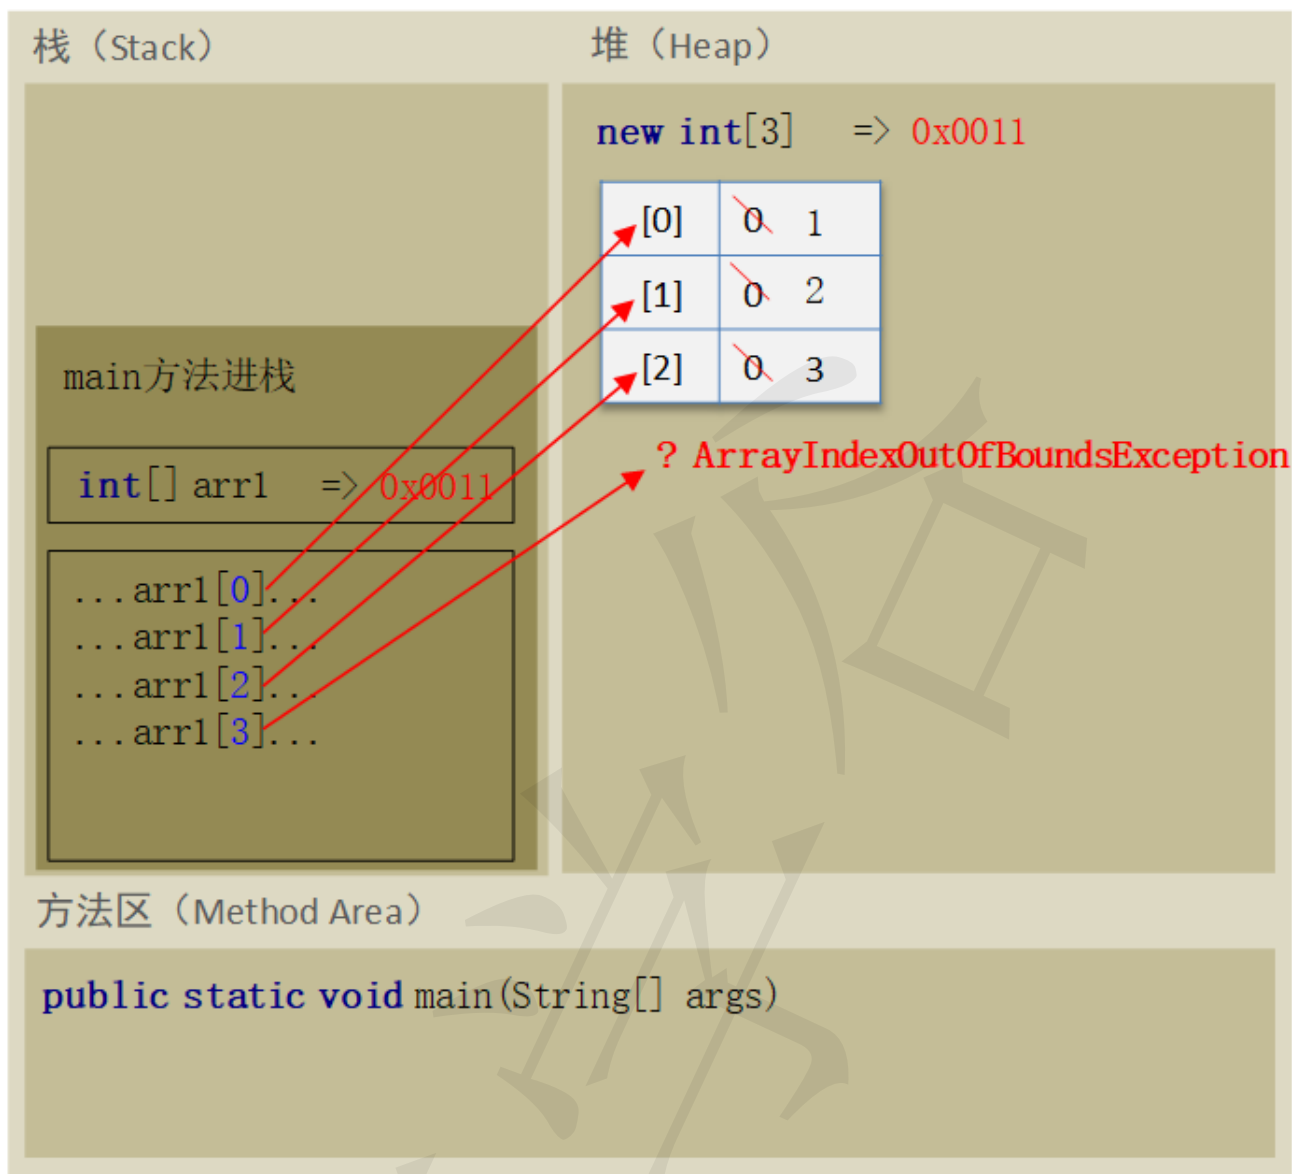 栈（Stack）
堆（Heap）
new int[3] => 0x0011
[0] 0 1
[1] 0 2
[2] 0 3
? ArrayIndexOutOfBoundsException
main方法进栈
int[] arr1 => 0x0011
...arr1[0]...
...arr1[1]...
...arr1[2]...
...arr1[3]...
方法区（Method Area）
public static void main(String[] args)